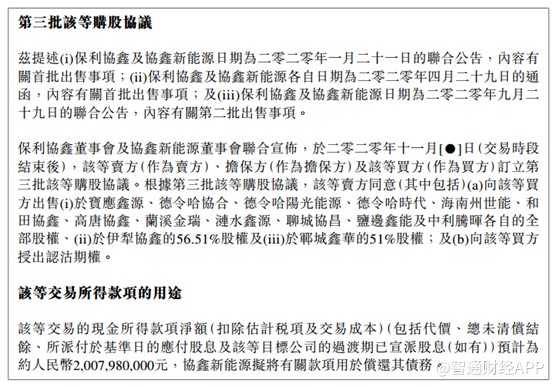 第三批該等購股協議
茲提述(i)保利協鑫及協鑫新能源日期為二零二零年一月二十一日的聯合公告，內容有
關首批出售事項；(ii)保利協鑫及協鑫新能源各自日期為二零二零年四月二十九日的通
函，內容有關首批出售事項；及(iii)保利協鑫及協鑫新能源日期為二零二零年九月二
十九日的聯合公告，內容有關第二批出售事項。
保利協鑫董事會及協鑫新能源董事會聯合宣佈，於二零二零年十一月[●]日(交易時段
結束後)，該等賣方(作為賣方)、擔保方(作為擔保方)及該等買方(作為買方)訂立第
三批該等購股協議。根據第三批該等購股協議，該等賣方同意(其中包括)(a)向該等買
方出售(i)於寶應鑫源、德令哈協合、德令哈陽光能源、德令哈時代、海南州世能、和
田協鑫、高唐協鑫、蘭溪金瑞、漣水鑫源、聊城協昌、鹽邊鑫能及中利騰暉各自的全
部股權、(ii)於伊犁協鑫的56.51%股權及(iii)於鄆城鑫華的51%股權；及(b)向該等買方
授出認沽期權。
該等交易所得款項的用途
該等交易的現金所得款項淨額(扣除估計稅項及交易成本)(包括代價、總未清償結
餘、所派付於基準日的應付股息及該等目標公司的過渡期已宣派股息(如有))預計為
約人民幣2,007,980,000元，協鑫新能源擬將有關款項用於償還其債務。
@智通财经APP